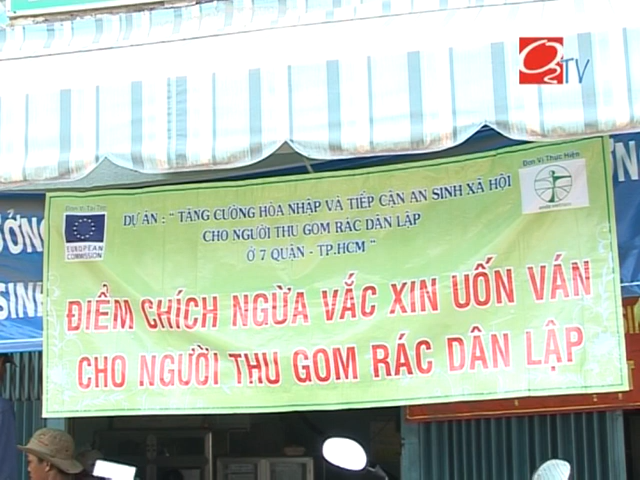 O2TV
Đơn Vị Tài Trợ
EUROPEAN
COMMISSION
Đơn Vị Thực Hiện
DỰ ÁN : " TĂNG CƯỜNG HÒA NHẬP VÀ TIẾP CẬN AN SINH XÃ HỘI
CHO NGƯỜI THU GOM RÁC DÂN LẬP
Ở 7 QUẬN - TP.HCM "
ĐIỂM CHÍCH NGỪA VẮC XIN UỐN VÁN
CHO NGƯỜI THU GOM RÁC DÂN LẬP
SINH